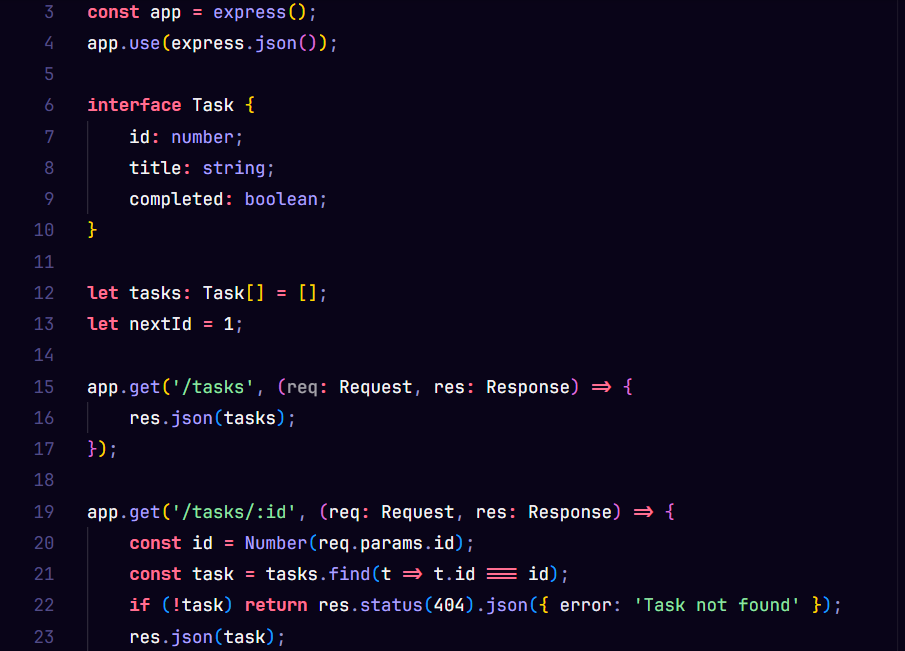 3 const app = express();
4 app.use(express.json());
5
6 interface Task {
7     id: number;
8     title: string;
9     completed: boolean;
10 }
11
12 let tasks: Task[] = [];
13 let nextId = 1;
14
15 app.get('/tasks', (req: Request, res: Response) => {
16     res.json(tasks);
17 });
18
19 app.get('/tasks/:id', (req: Request, res: Response) => {
20     const id = Number(req.params.id);
21     const task = tasks.find(t => t.id === id);
22     if (!task) return res.status(404).json({ error: 'Task not found' });
23     res.json(task);